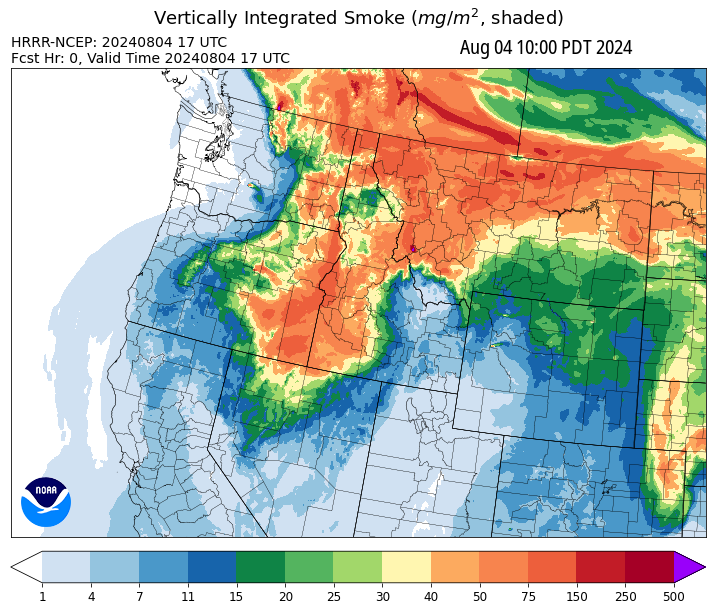 Vertically Integrated Smoke (mg/m², shaded)
HRRR-NCEP: 20240804 17 UTC
Aug 04 10:00 PDT 2024
Fcst Hr: 0, Valid Time 20240804 17 UTC
NOAA
1 4 7 11 15 20 25 30 40 50 75 150 250 500